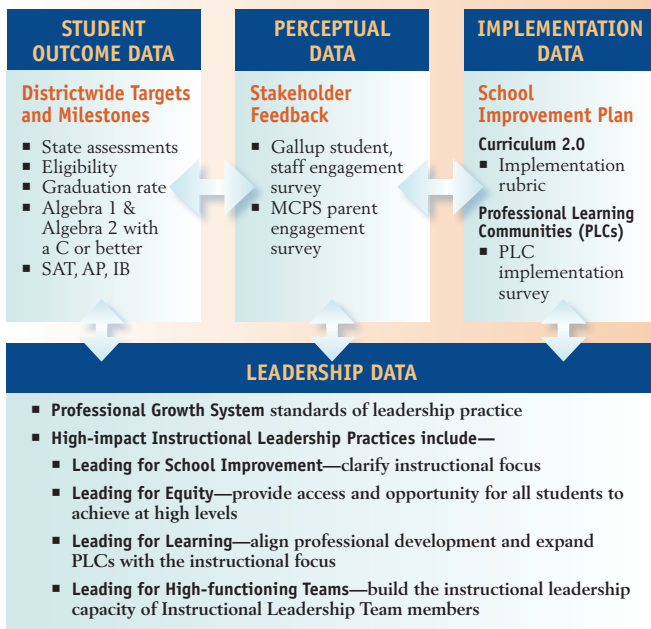 STUDENT
OUTCOME DATA
Districtwide Targets
and Milestones
■ State assessments
■ Eligibility
■ Graduation rate
■ Algebra 1 &
Algebra 2 with
a C or better
■ SAT, AP, IB
PERCEPTUAL
DATA
Stakeholder
Feedback
■ Gallup student,
staff engagement
survey
■ MCPS parent
engagement
survey
IMPLEMENTATION
DATA
School
Improvement Plan
Curriculum 2.0
■ Implementation
rubric
Professional Learning
Communities (PLCs)
■ PLC
implementation
survey
LEADERSHIP DATA
■ Professional Growth System standards of leadership practice
■ High-impact Instructional Leadership Practices include—
■ Leading for School Improvement—clarify instructional focus
■ Leading for Equity—provide access and opportunity for all students to
achieve at high levels
■ Leading for Learning—align professional development and expand
PLCs with the instructional focus
■ Leading for High-functioning Teams—build the instructional leadership
capacity of Instructional Leadership Team members